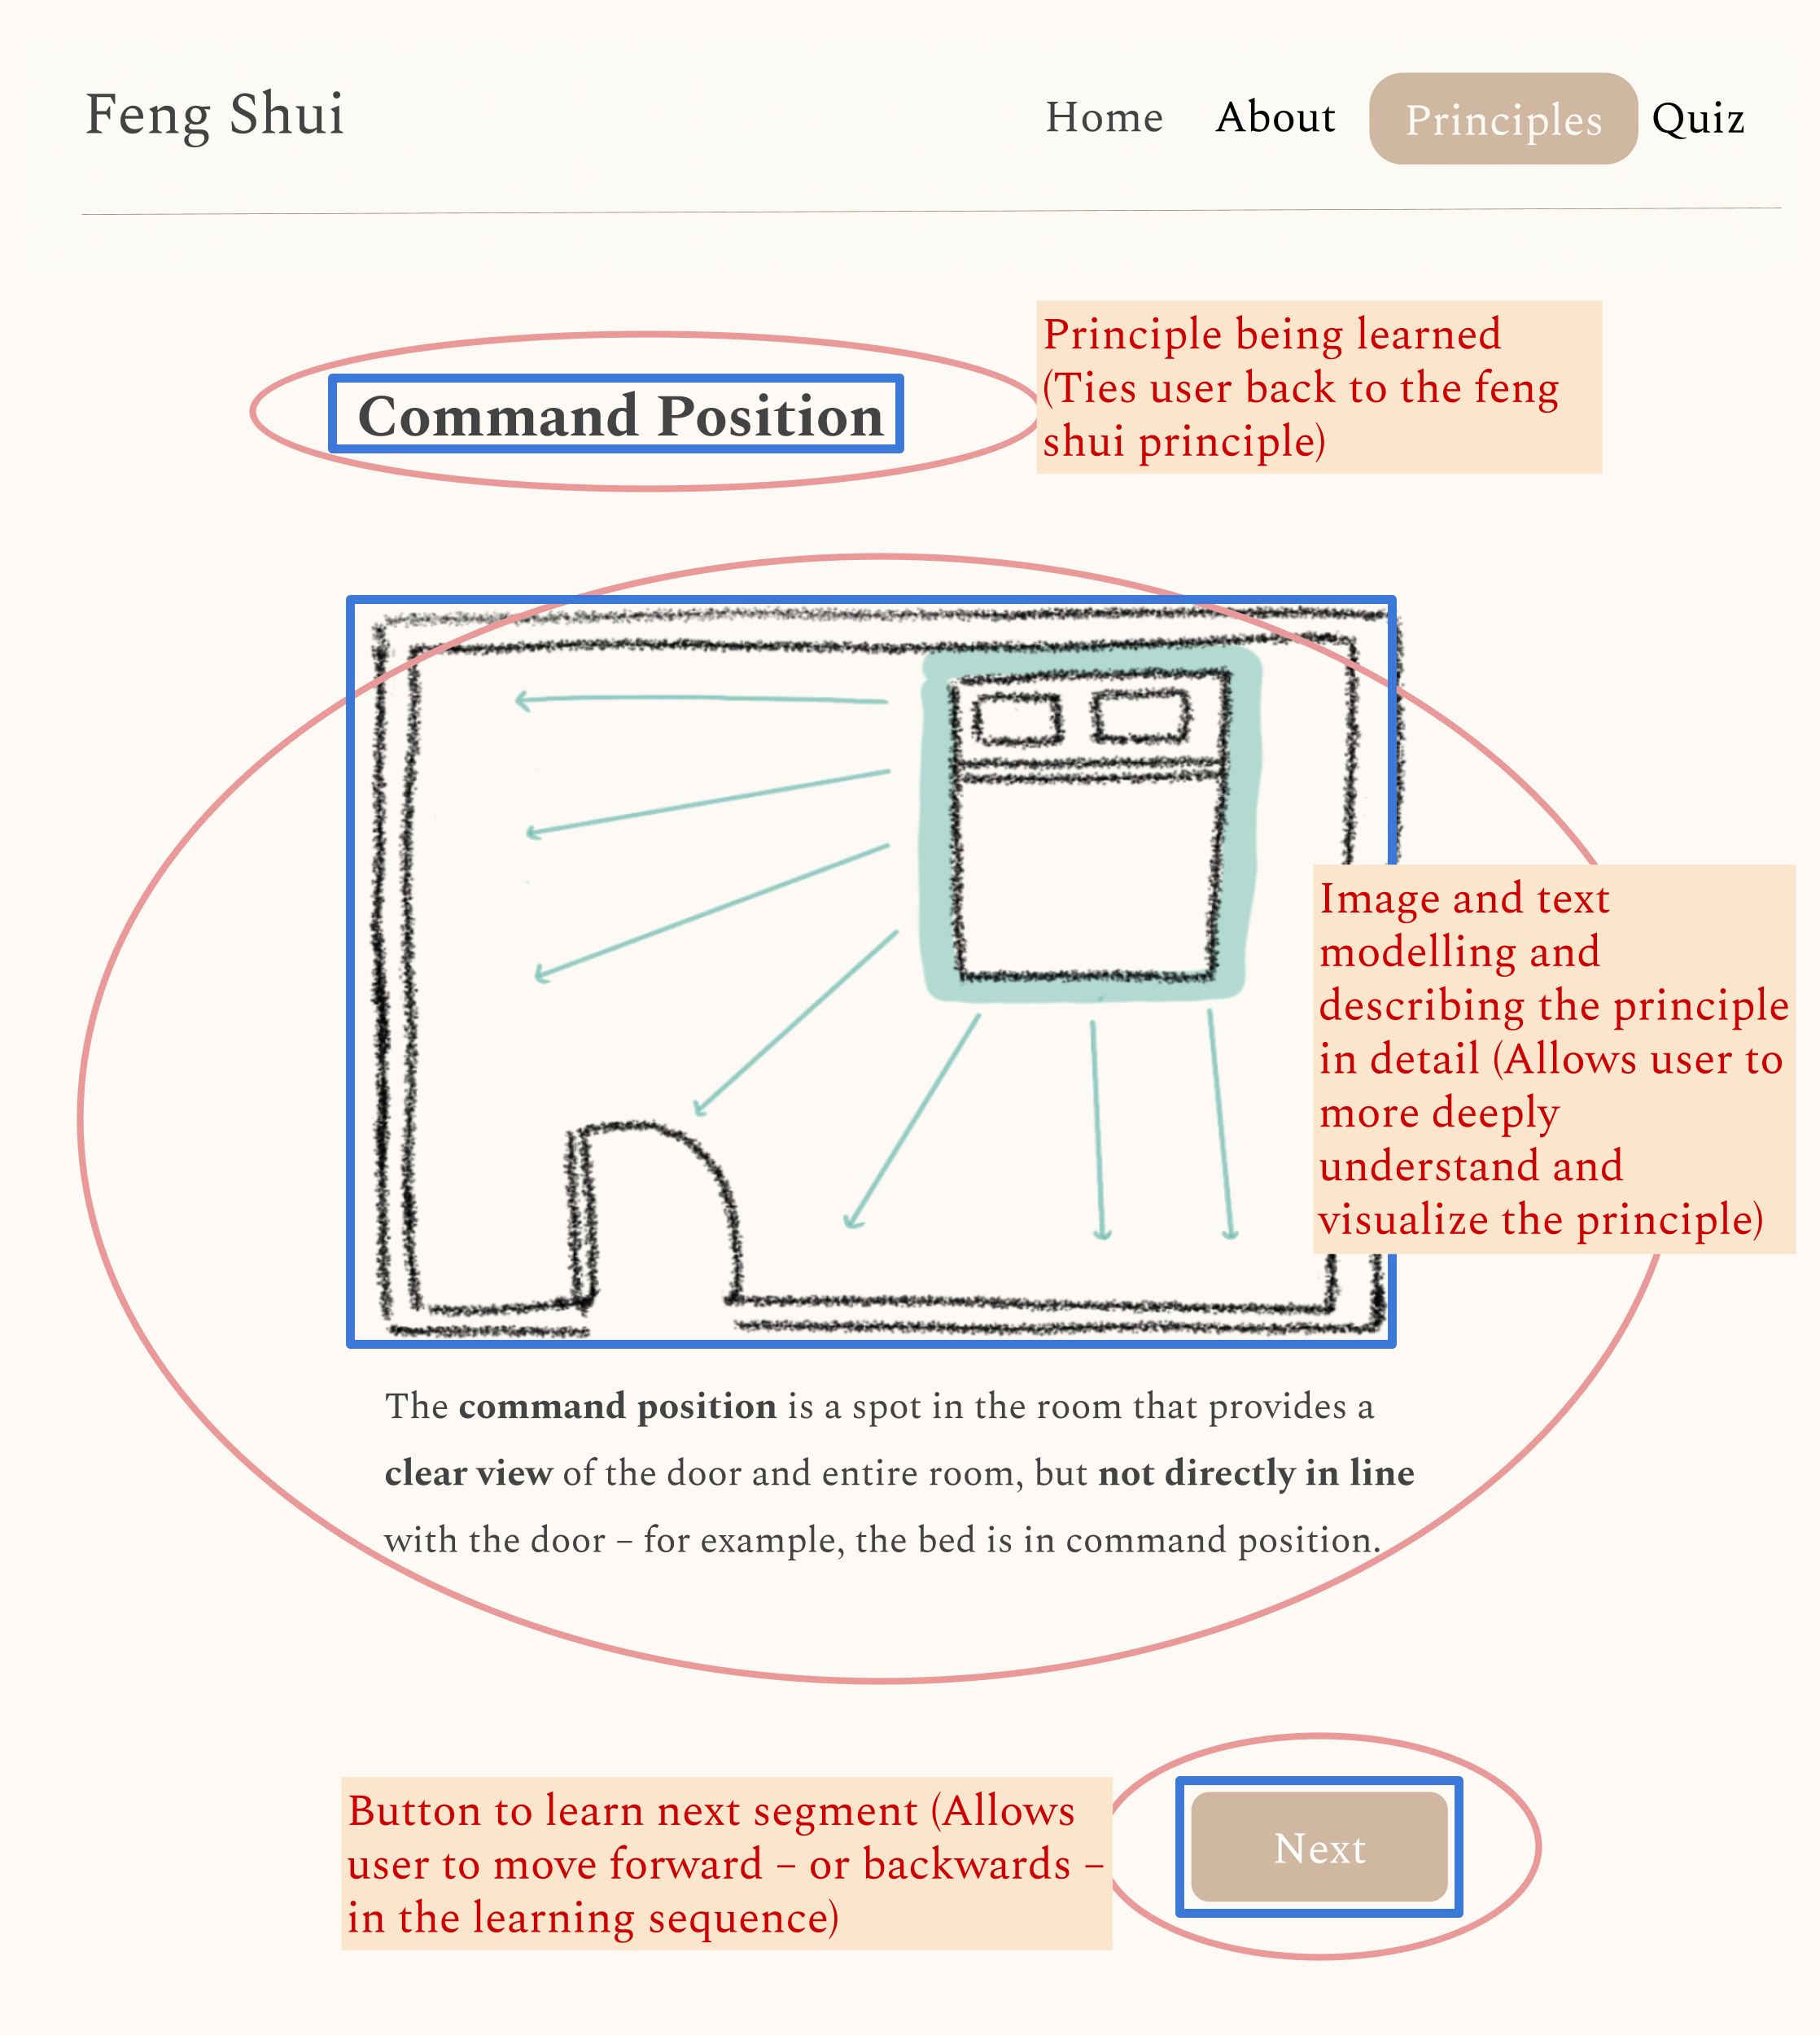 Feng Shui
Home About Principles Quiz
Command Position
Principle being learned
(Ties user back to the feng
shui principle)
Image and text
modelling and
describing the principle
in detail (Allows user to
more deeply
understand and
visualize the principle)
The command position is a spot in the room that provides a
clear view of the door and entire room, but not directly in line
with the door – for example, the bed is in command position.
Button to learn next segment (Allows
user to move forward – or backwards –
in the learning sequence)
Next